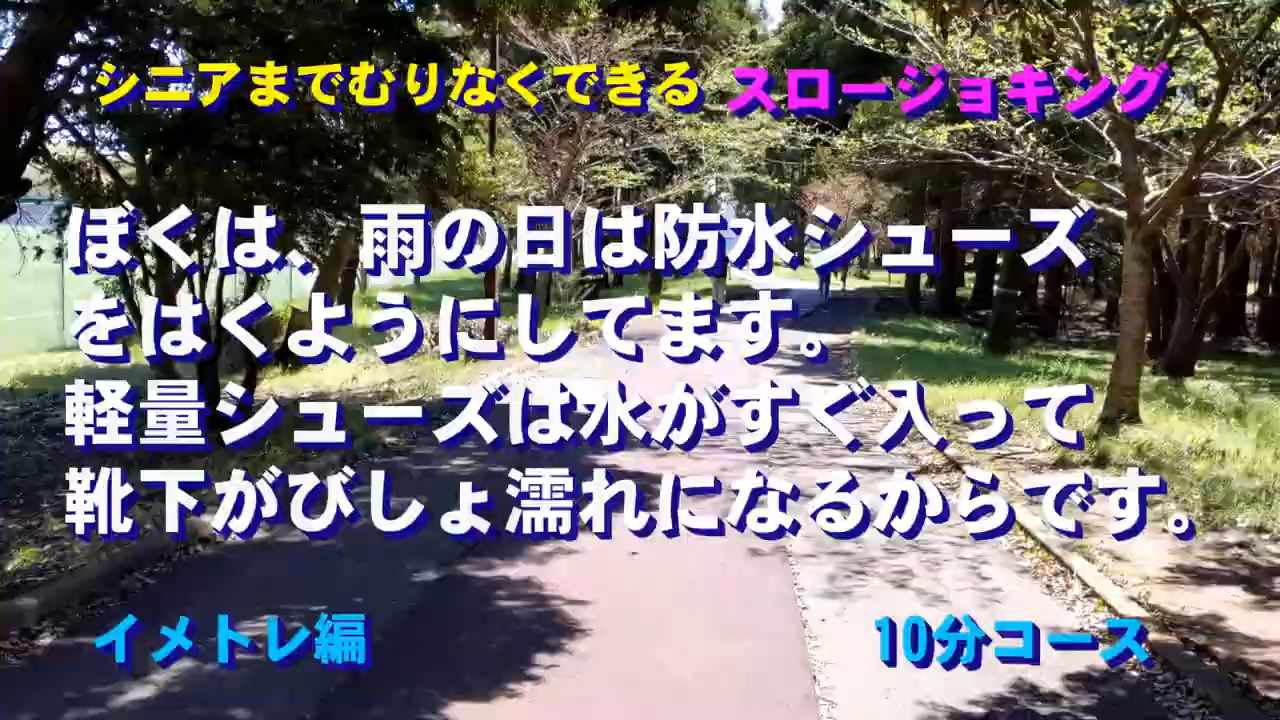 シニアまでむりなくできる スロージョキング
ぼくは、雨の日は防水シューズ
をはくようにしてます。
軽量シューズは水がすぐ入って
靴下がびしょ濡れになるからです。
イメトレ編 10分コース